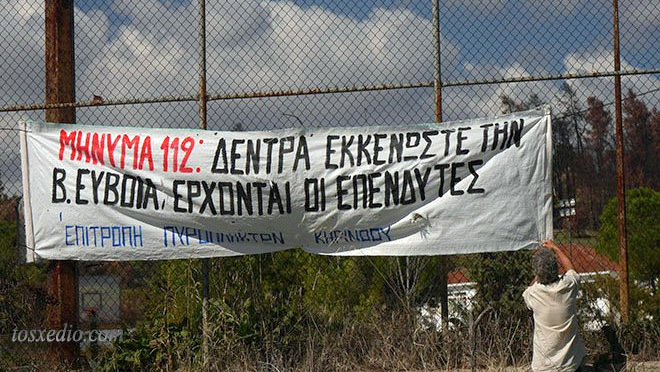 ΜΗΝΥΜΑ 112: ΔΕΝΤΡΑ ΕΚΚΕΝΩΣΤΕ ΤΗΝ
Β. ΕΥΒΟΙΑ, ΕΡΧΟΝΤΑΙ ΟΙ ΕΠΕΝΔΥΤΕΣ
ΕΠΙΤΡΟΠΗ ΠΥΡΟΠΛΗΚΤΩΝ ΚΗΡΙΝΘΟΥ
tosxedio.com